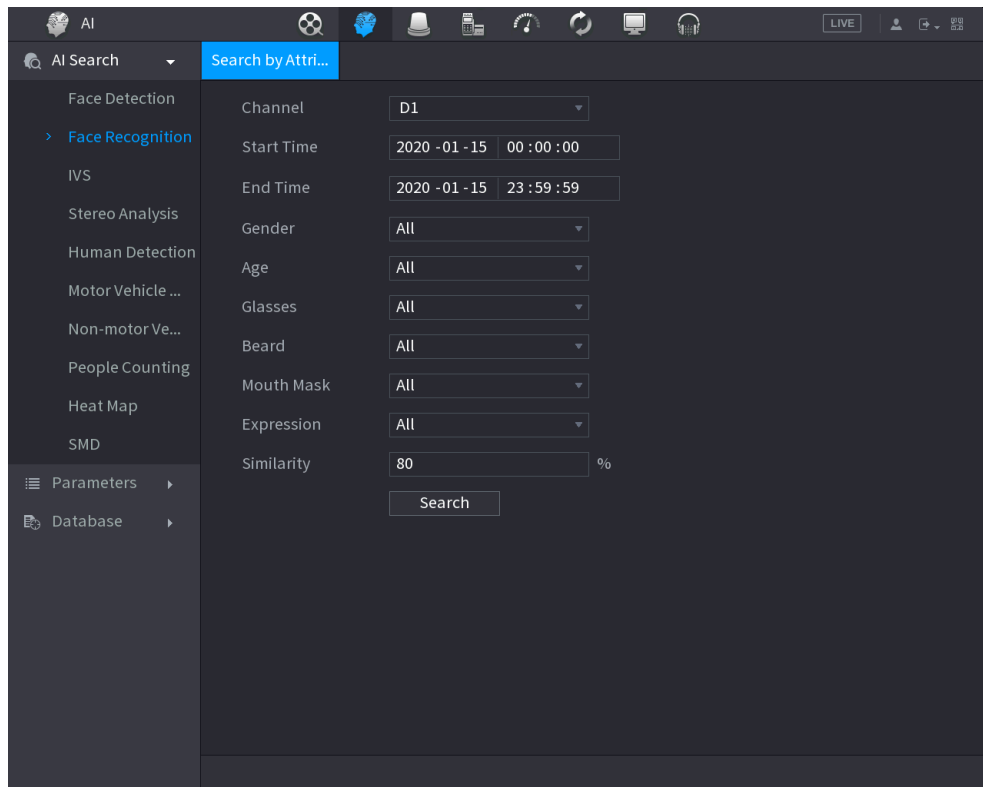 AI
LIVE
AI Search
Search by Attri...
Face Detection
> Face Recognition
IVS
Stereo Analysis
Human Detection
Motor Vehicle ...
Non-motor Ve...
People Counting
Heat Map
SMD
Parameters
Database
Channel D1
Start Time 2020 -01 -15 00 : 00 : 00
End Time 2020 -01 -15 23 : 59 : 59
Gender All
Age All
Glasses All
Beard All
Mouth Mask All
Expression All
Similarity 80 %
Search